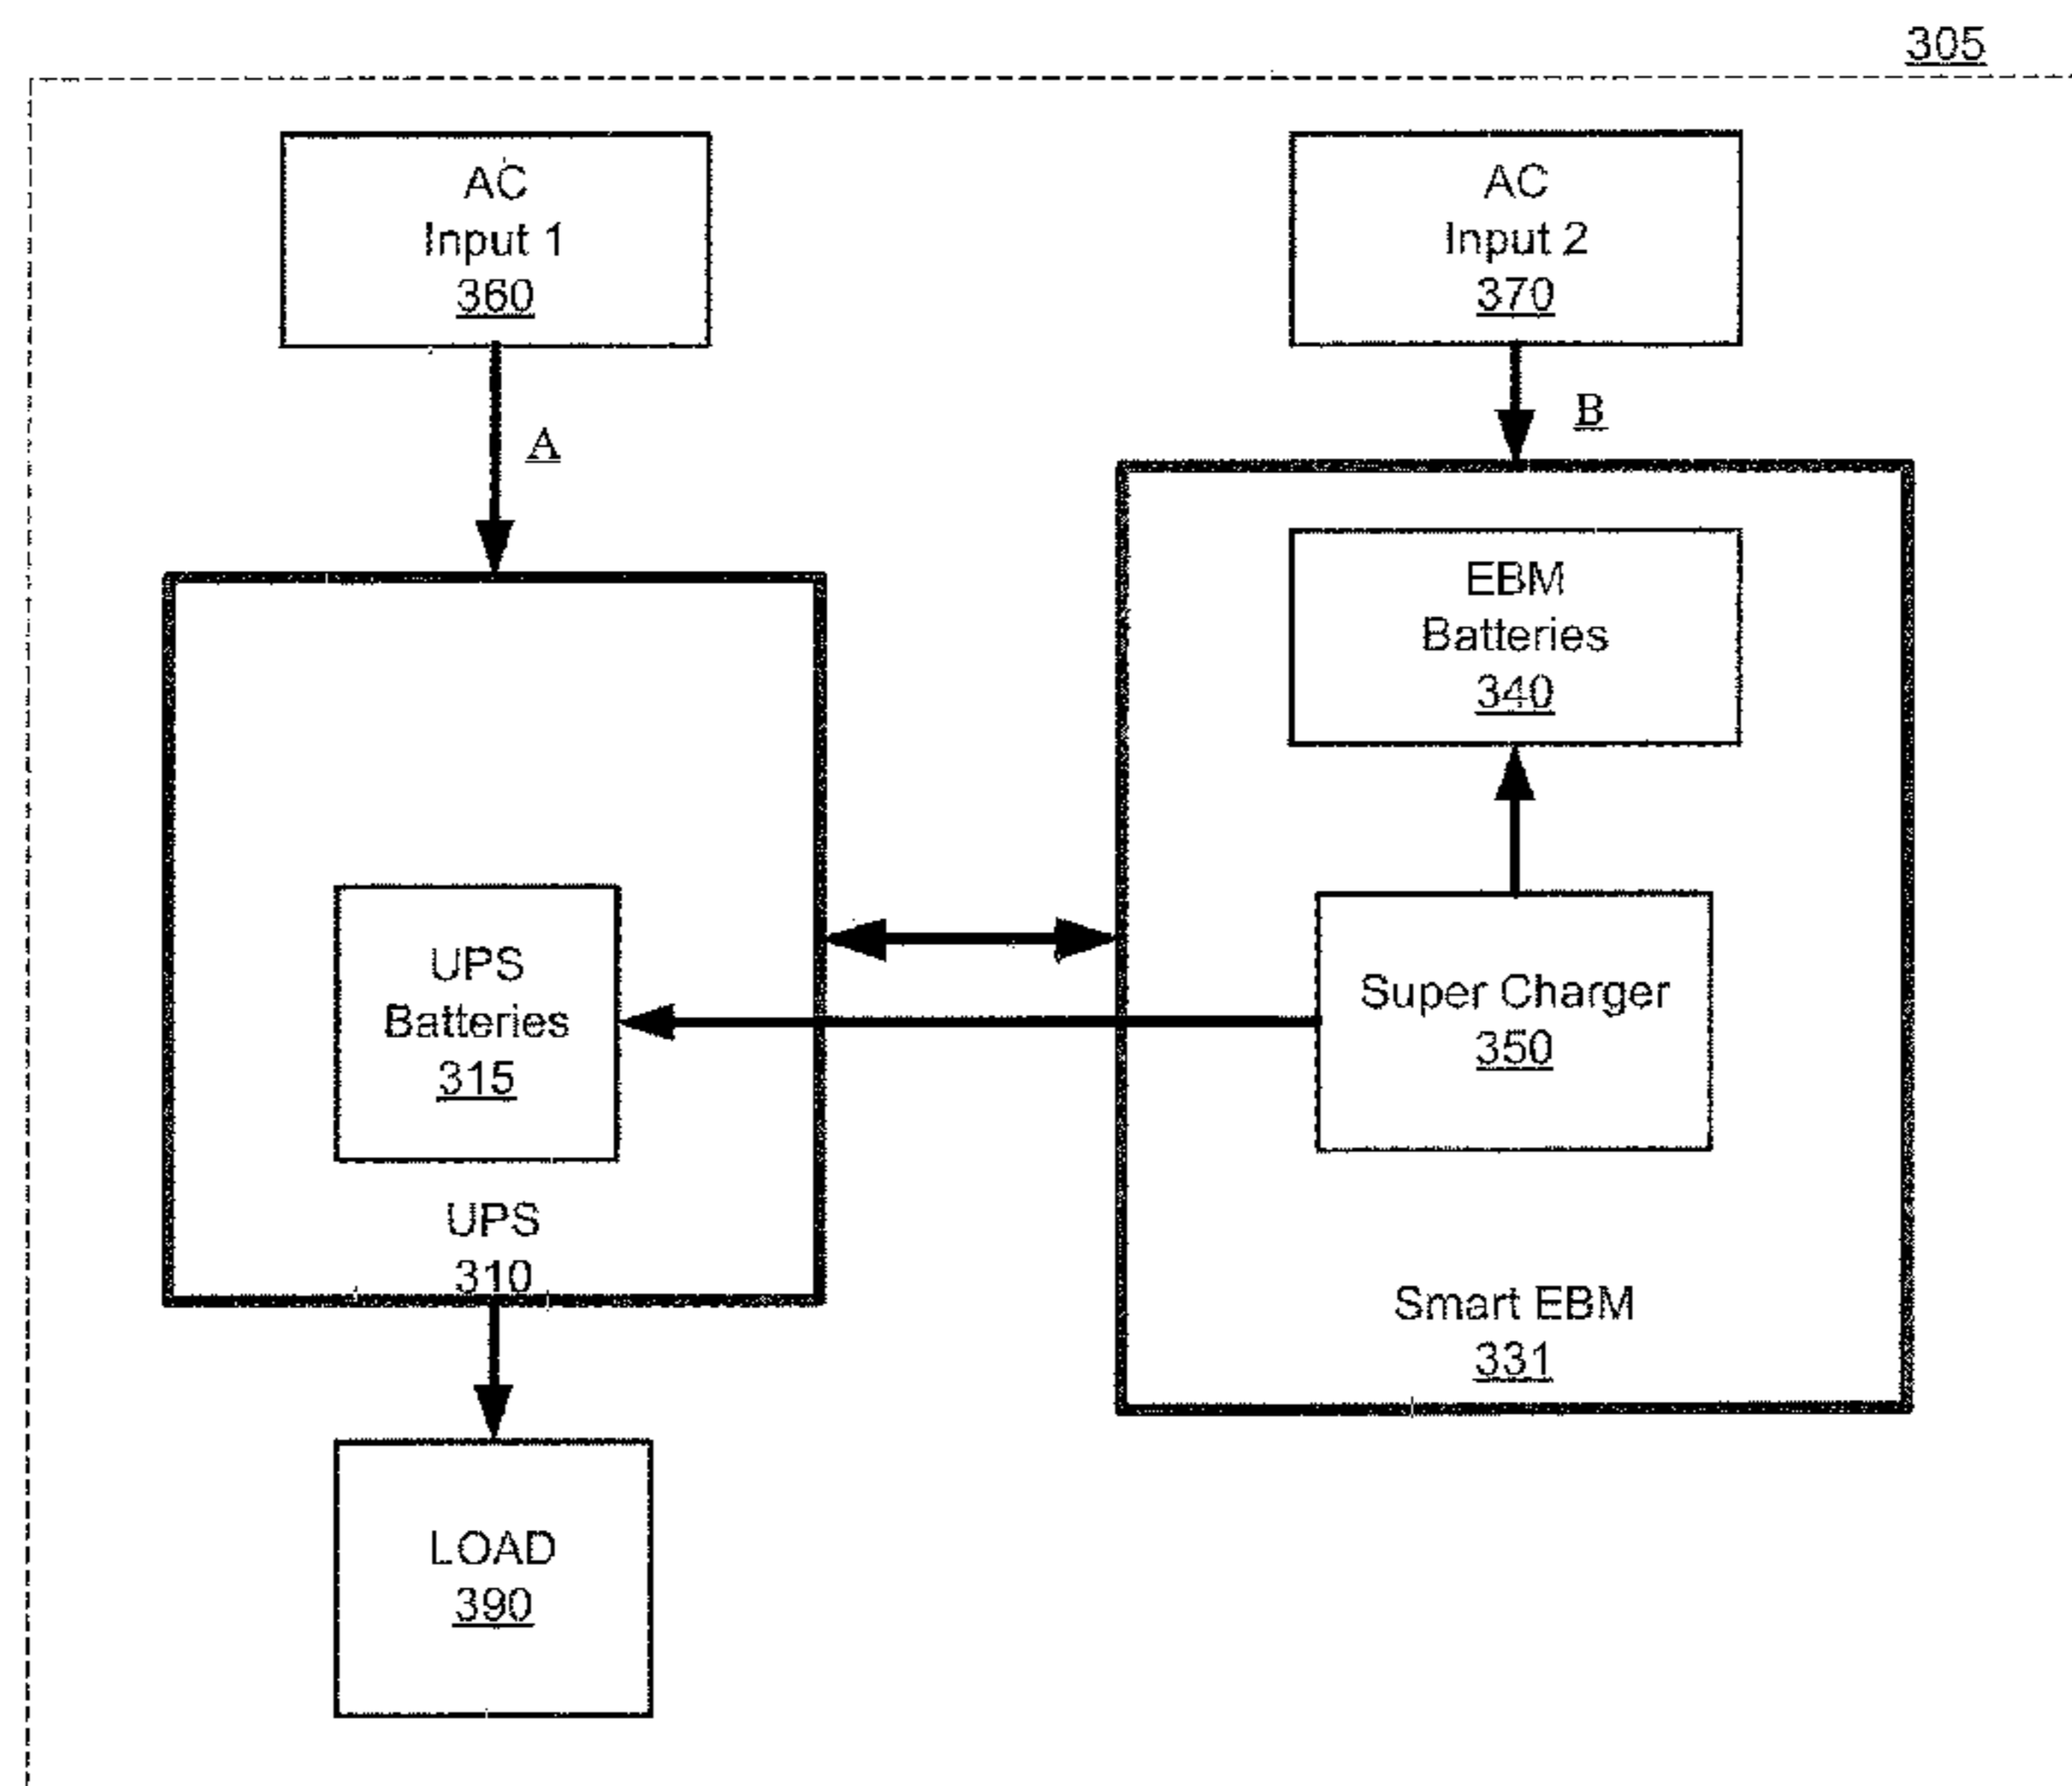 305
AC
Input 1
360
AC
Input 2
370
A
B
EBM
Batteries
340
UPS
Batteries
315
Super Charger
350
UPS
310
Smart EBM
331
LOAD
390